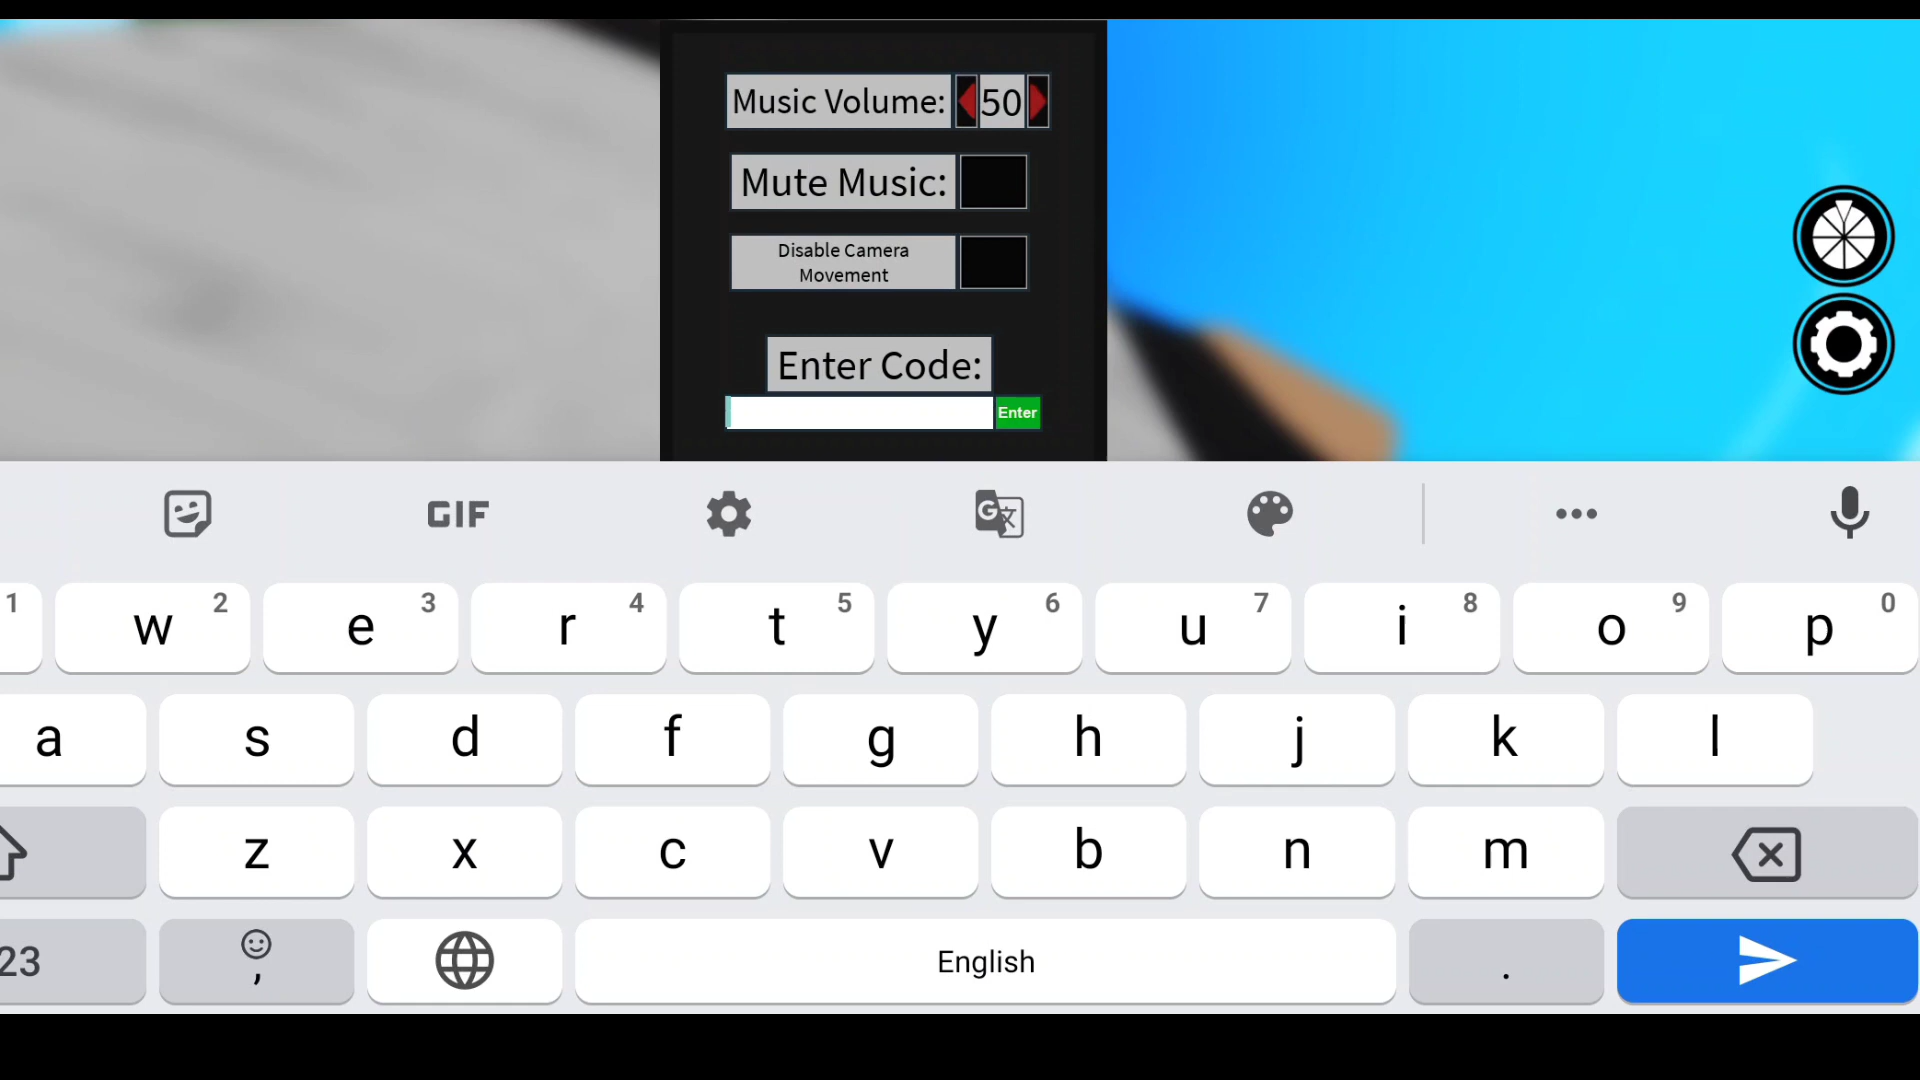 Music Volume: 50
Mute Music:
Disable Camera
Movement
Enter Code:
Enter
GIF
G
1 2 3 4 5 6 7 8 9 0
w e r t y u i o p
a s d f g h j k l
z x c v b n m
23 , English .